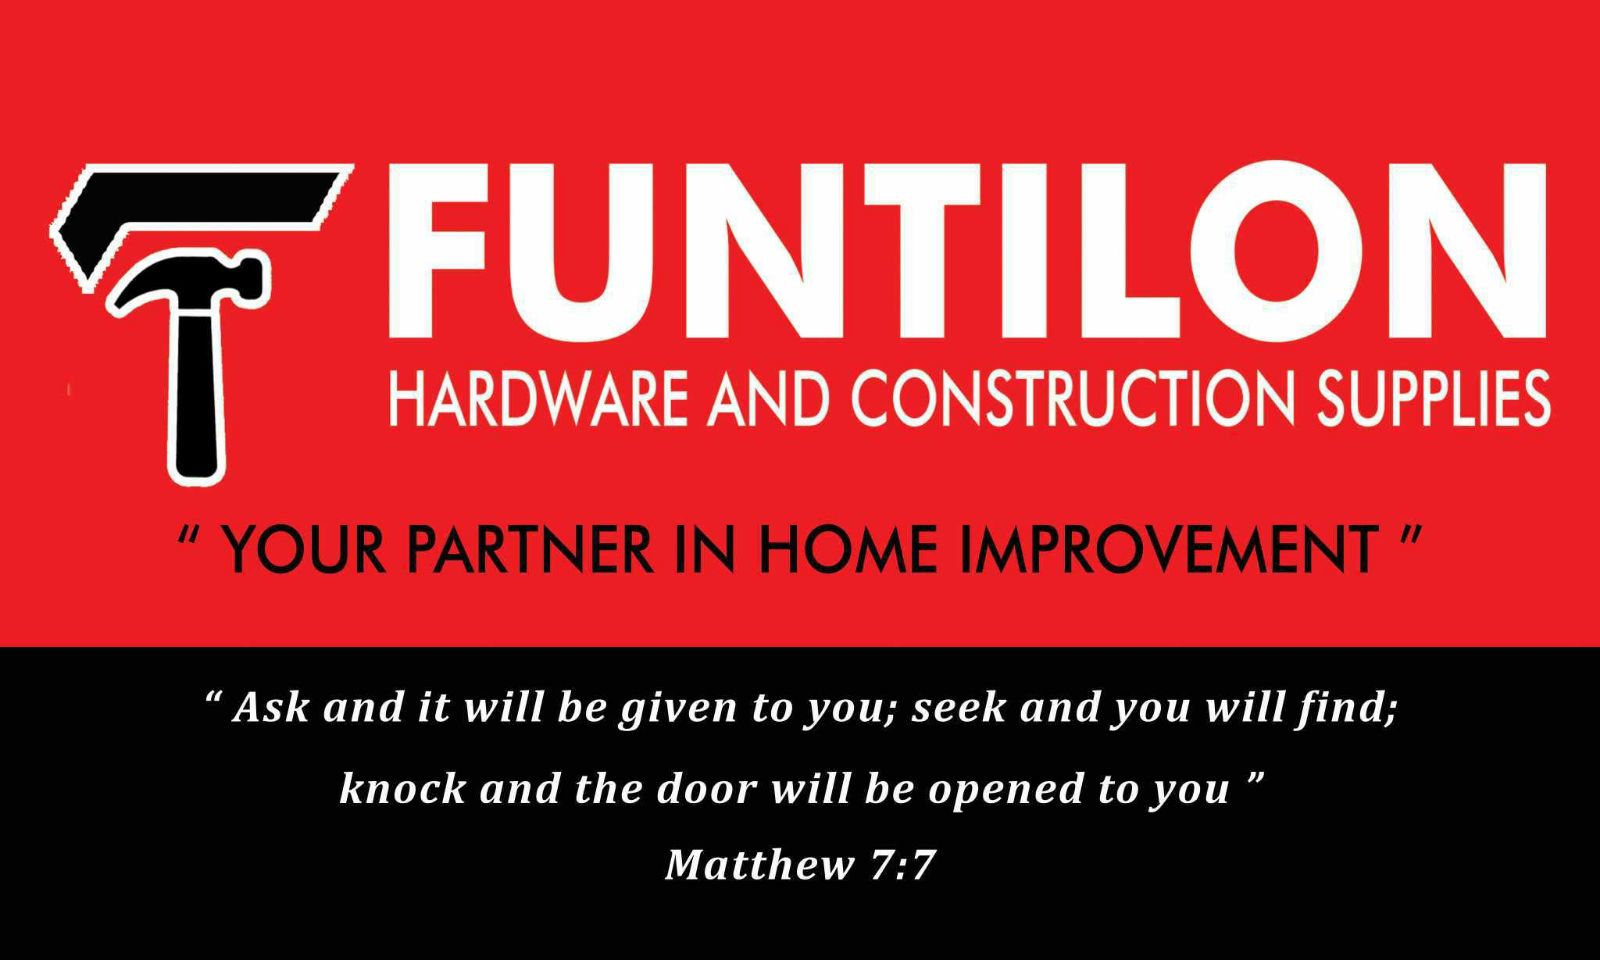 FUNTILON
HARDWARE AND CONSTRUCTION SUPPLIES
“ YOUR PARTNER IN HOME IMPROVEMENT ”
“ Ask and it will be given to you; seek and you will find;
knock and the door will be opened to you ”
Matthew 7:7